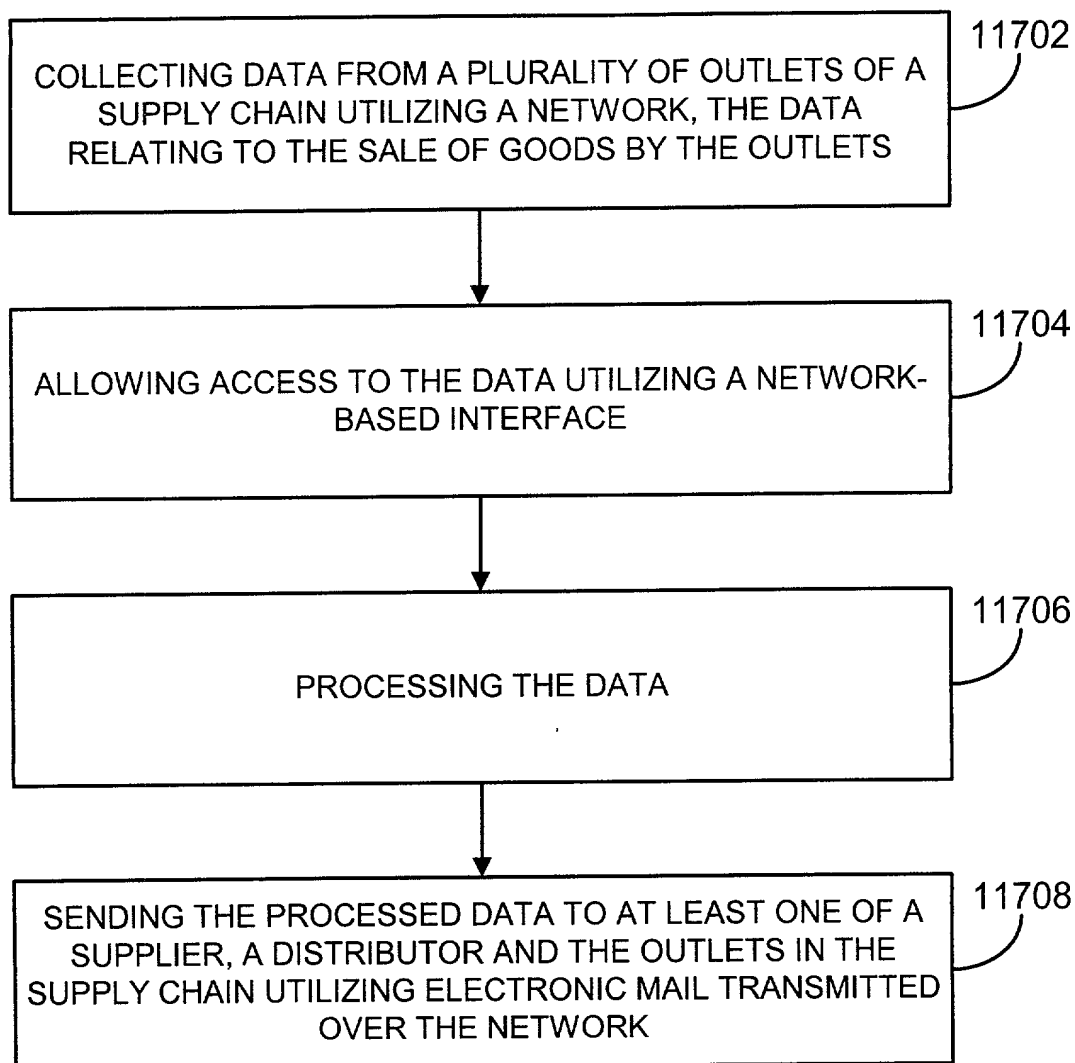 11702
COLLECTING DATA FROM A PLURALITY OF OUTLETS OF A
SUPPLY CHAIN UTILIZING A NETWORK, THE DATA
RELATING TO THE SALE OF GOODS BY THE OUTLETS
11704
ALLOWING ACCESS TO THE DATA UTILIZING A NETWORK-
BASED INTERFACE
11706
PROCESSING THE DATA
11708
SENDING THE PROCESSED DATA TO AT LEAST ONE OF A
SUPPLIER, A DISTRIBUTOR AND THE OUTLETS IN THE
SUPPLY CHAIN UTILIZING ELECTRONIC MAIL TRANSMITTED
OVER THE NETWORK